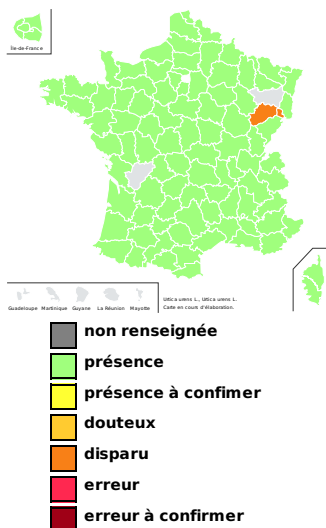 Île-de-France
Guadeloupe Martinique Guyane La Réunion Mayotte
Urtica urens L., Urtica urens L.
Carte en cours d'élaboration.
non renseignée
présence
présence à confimer
douteux
disparu
erreur
erreur à confirmer